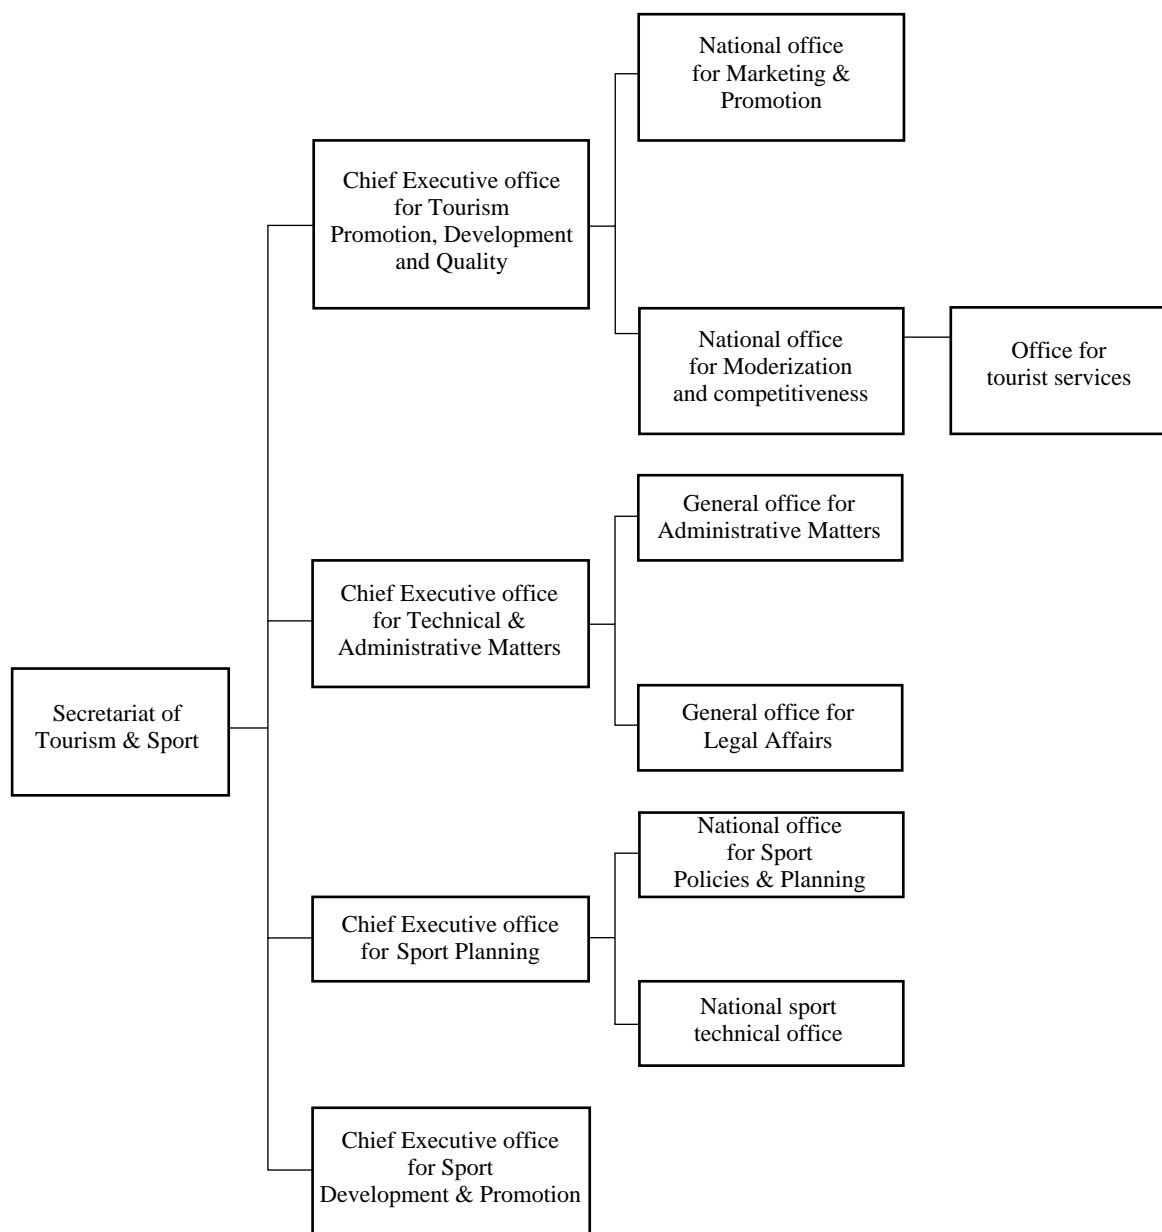 National office
for Marketing &
Promotion
Chief Executive office
for Tourism
Promotion, Development
and Quality
National office
for Moderization
and competitiveness
Office for
tourist services
General office for
Administrative Matters
Chief Executive office
for Technical &
Administrative Matters
Secretariat of
Tourism & Sport
General office for
Legal Affairs
National office
for Sport
Policies & Planning
Chief Executive office
for Sport Planning
National sport
technical office
Chief Executive office
for Sport
Development & Promotion